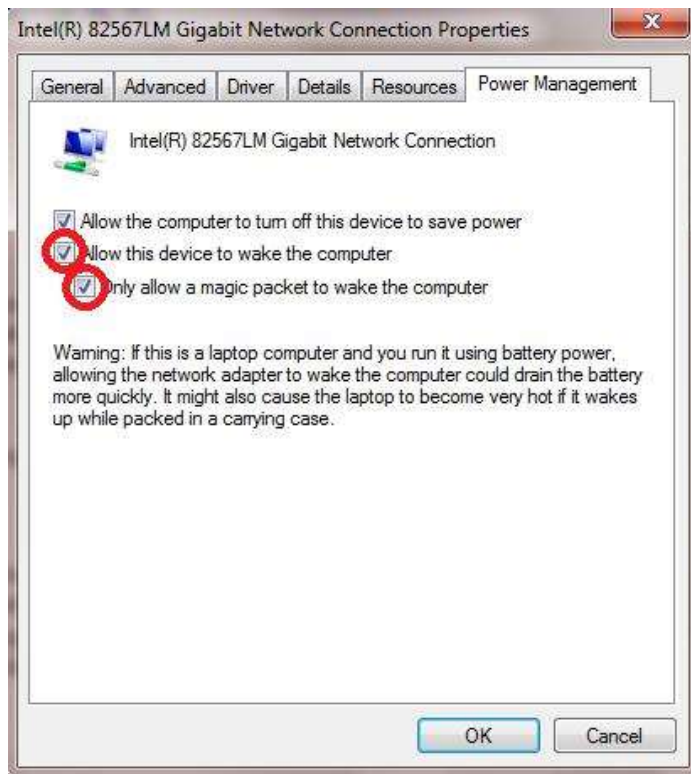 Intel(R) 82567LM Gigabit Network Connection Properties
General Advanced Driver Details Resources Power Management
Intel(R) 82567LM Gigabit Network Connection
Allow the computer to turn off this device to save power
Allow this device to wake the computer
Only allow a magic packet to wake the computer
Warning: If this is a laptop computer and you run it using battery power,
allowing the network adapter to wake the computer could drain the battery
more quickly. It might also cause the laptop to become very hot if it wakes
up while packed in a carrying case.
OK Cancel